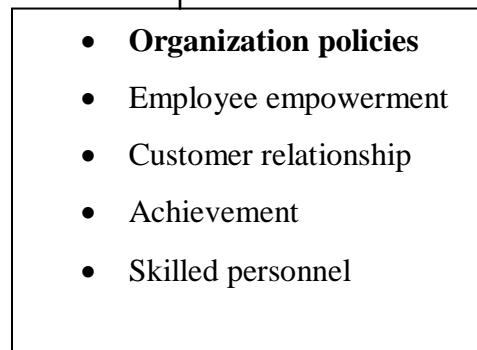 • Organization policies
• Employee empowerment
• Customer relationship
• Achievement
• Skilled personnel